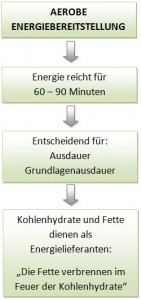 AEROBE
ENERGIEBEREITSTELLUNG
Energie reicht für
60 – 90 Minuten
Entscheidend für:
Ausdauer
Grundlagenausdauer
Kohlenhydrate und Fette
dienen als
Energielieferanten:
„Die Fette verbrennen im
Feuer der Kohlenhydrate“